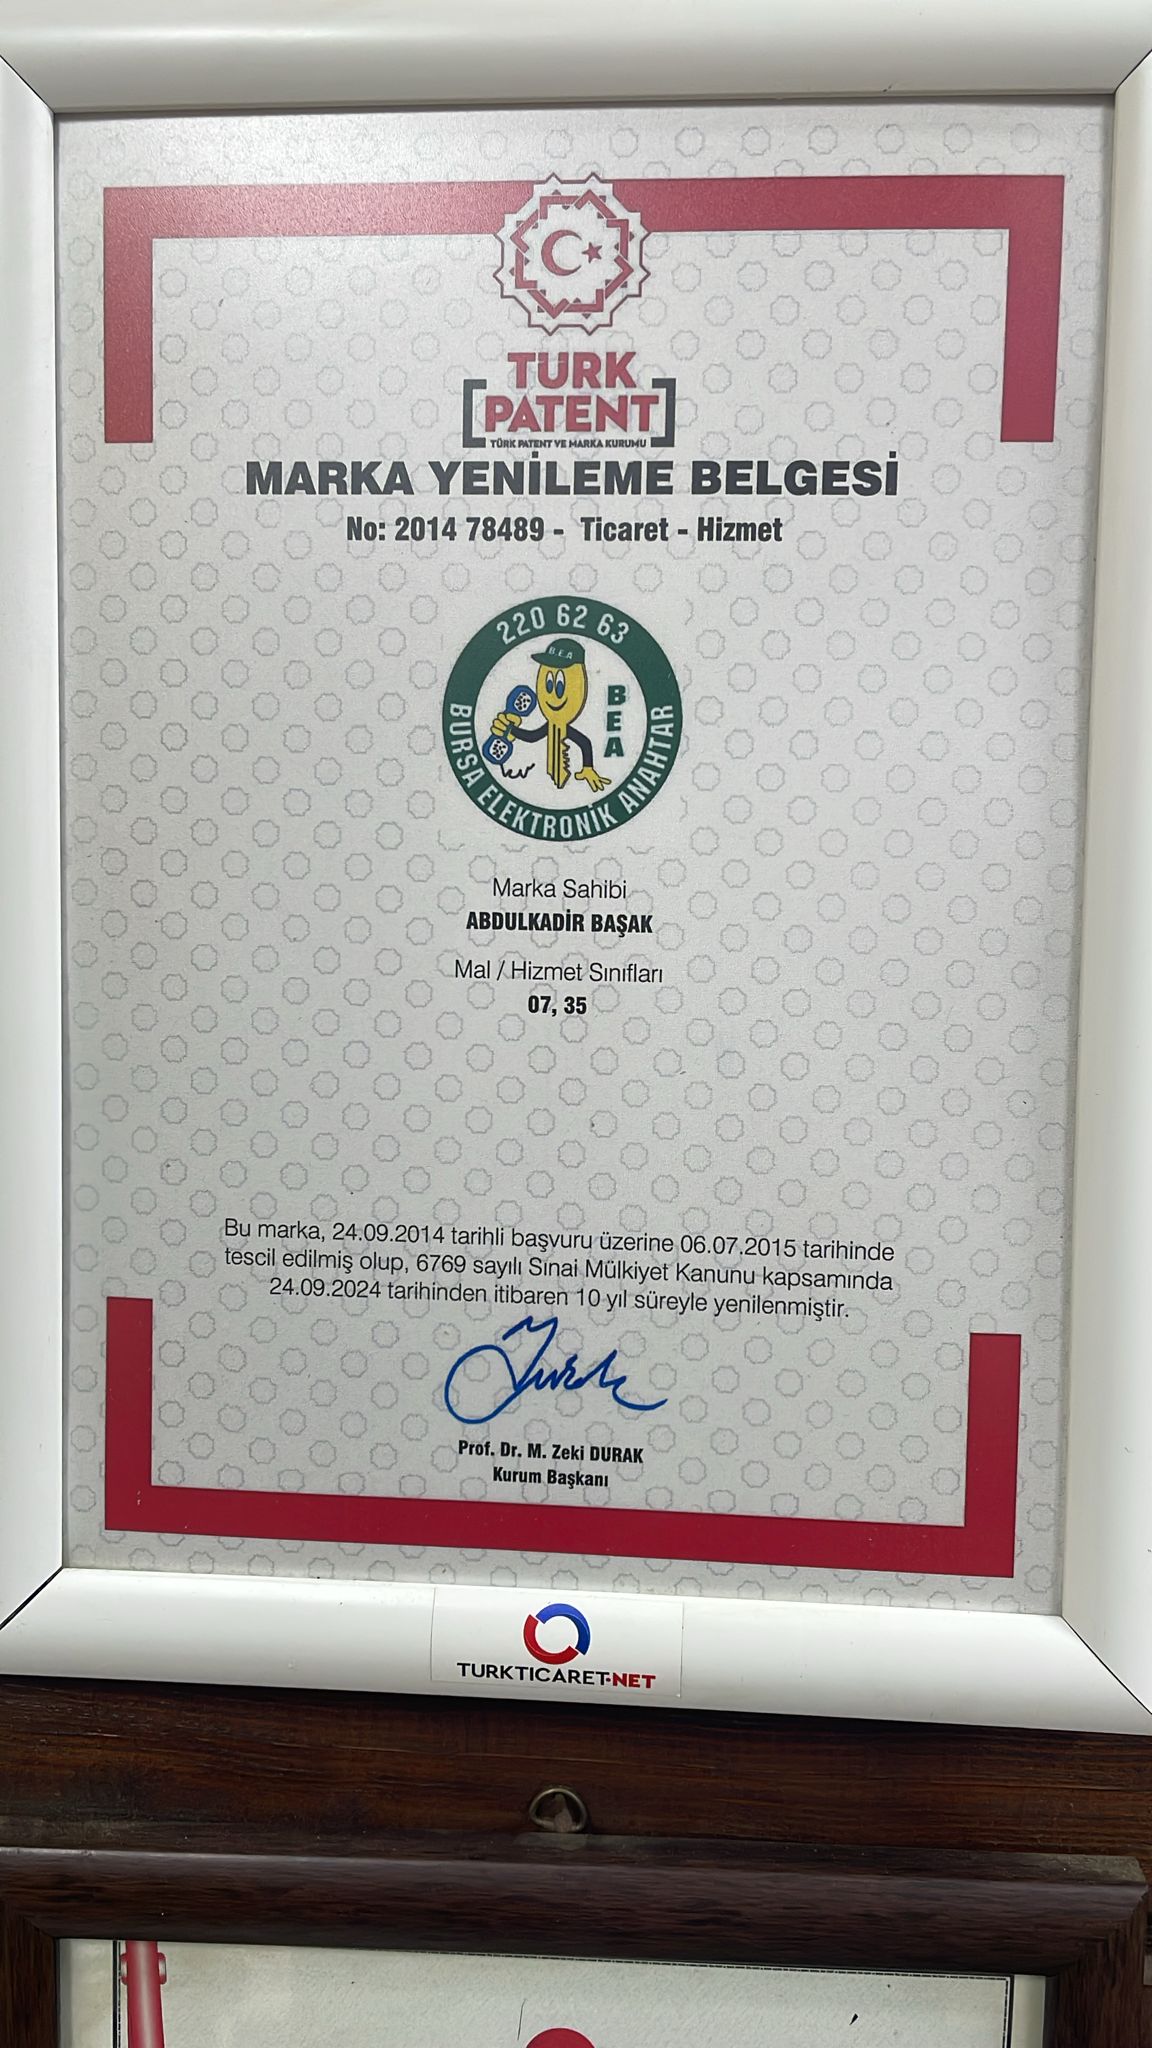 TURK
PATENT
TÜRK PATENT VE MARKA KURUMU
MARKA YENİLEME BELGESİ
No: 2014 78489 - Ticaret - Hizmet
220 62 63
B.E.A
BEA
BURSA ELEKTRONİK ANAHTAR
Marka Sahibi
ABDULKADİR BAŞAK
Mal / Hizmet Sınıfları
07, 35
Bu marka, 24.09.2014 tarihli başvuru üzerine 06.07.2015 tarihinde
tescil edilmiş olup, 6769 sayılı Sınai Mülkiyet Kanunu kapsamında
24.09.2024 tarihinden itibaren 10 yıl süreyle yenilenmiştir.
Prof. Dr. M. Zeki DURAK
Kurum Başkanı
TURKTICARET.NET